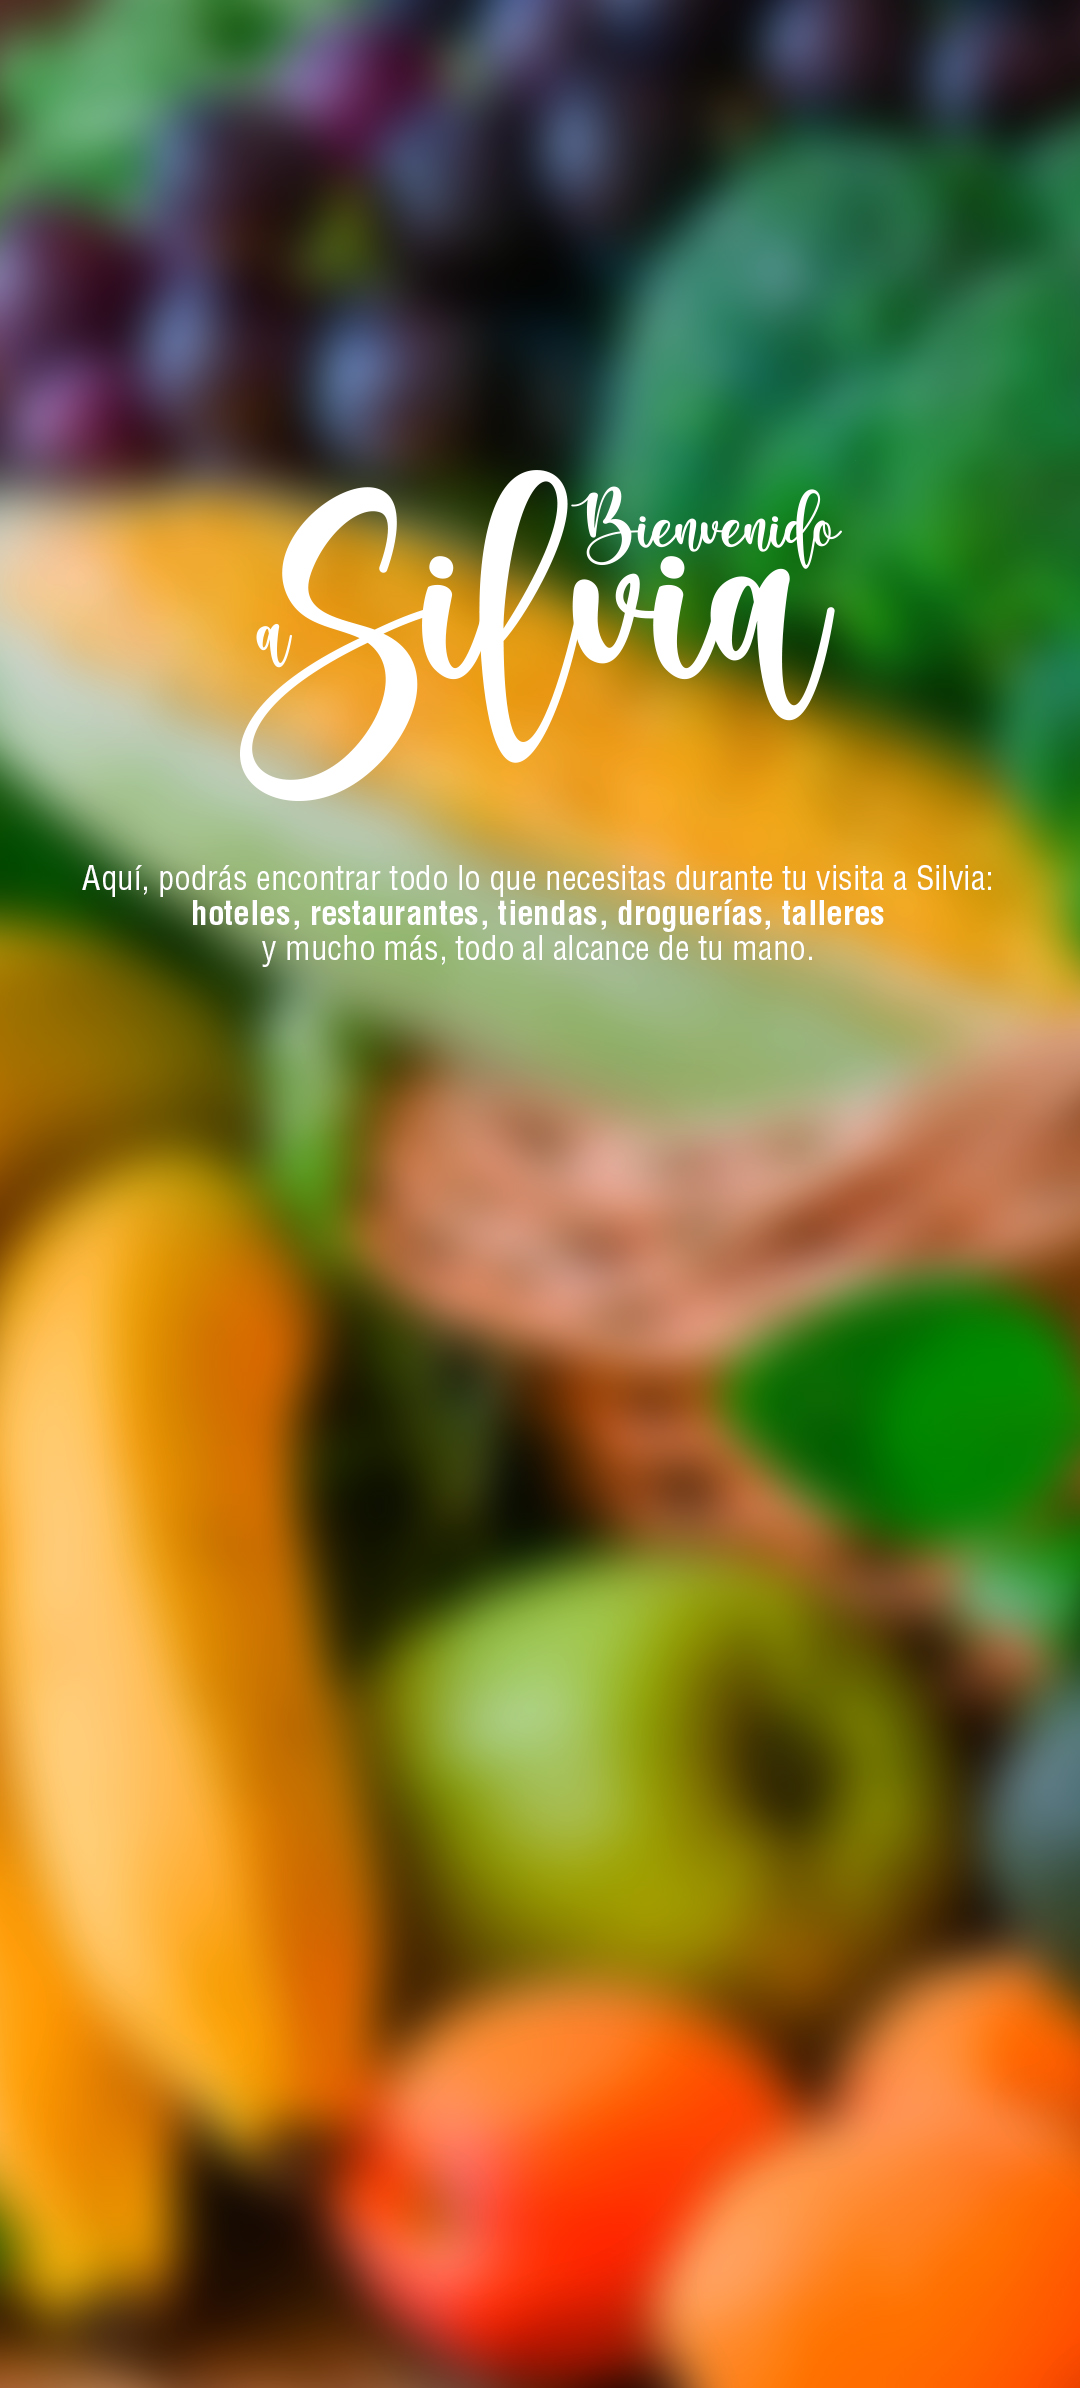 Bienvenido
a Silvia
Aquí, podrás encontrar todo lo que necesitas durante tu visita a Silvia:
hoteles, restaurantes, tiendas, droguerías, talleres
y mucho más, todo al alcance de tu mano.